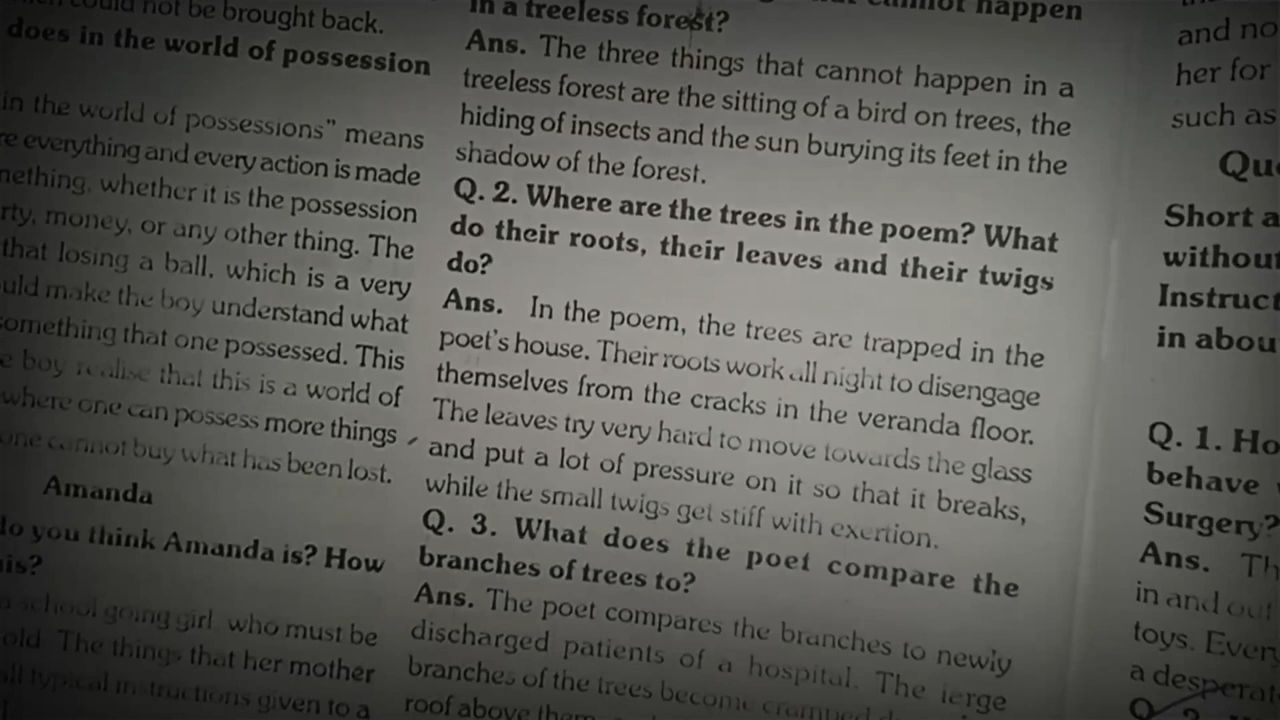 could not be brought back.
does in the world of possession
in the world of possessions" means
everything and every action is made
whether it is the possession
money, or any other thing. The
that losing a ball, which is a very
make the boy understand what
something that one possessed. This
boy realise that this is a world of
where one can possess more things
one cannot buy what has been lost.
Amanda
do you think Amanda is? How
school going girl who must be
old. The things that her mother
all typical instructions given to a
cannot happen
in a treeless forest?
Ans. The three things that cannot happen in a
treeless forest are the sitting of a bird on trees, the
hiding of insects and the sun burying its feet in the
shadow of the forest.
Q. 2. Where are the trees in the poem? What
do their roots, their leaves and their twigs
do?
Ans. In the poem, the trees are trapped in the
poet's house. Their roots work all night to disengage
themselves from the cracks in the veranda floor.
The leaves try very hard to move towards the glass
and put a lot of pressure on it so that it breaks,
while the small twigs get stiff with exertion.
Q. 3. What does the poet compare the
branches of trees to?
Ans. The poet compares the branches to newly
discharged patients of a hospital. The large
branches of the trees become cramped
roof above them
and no
her for
such as
Short a
without
in abou
Q. 1. Ho
behave
Surgery?
Ans. Th
in and out
toys. Every
a desperat